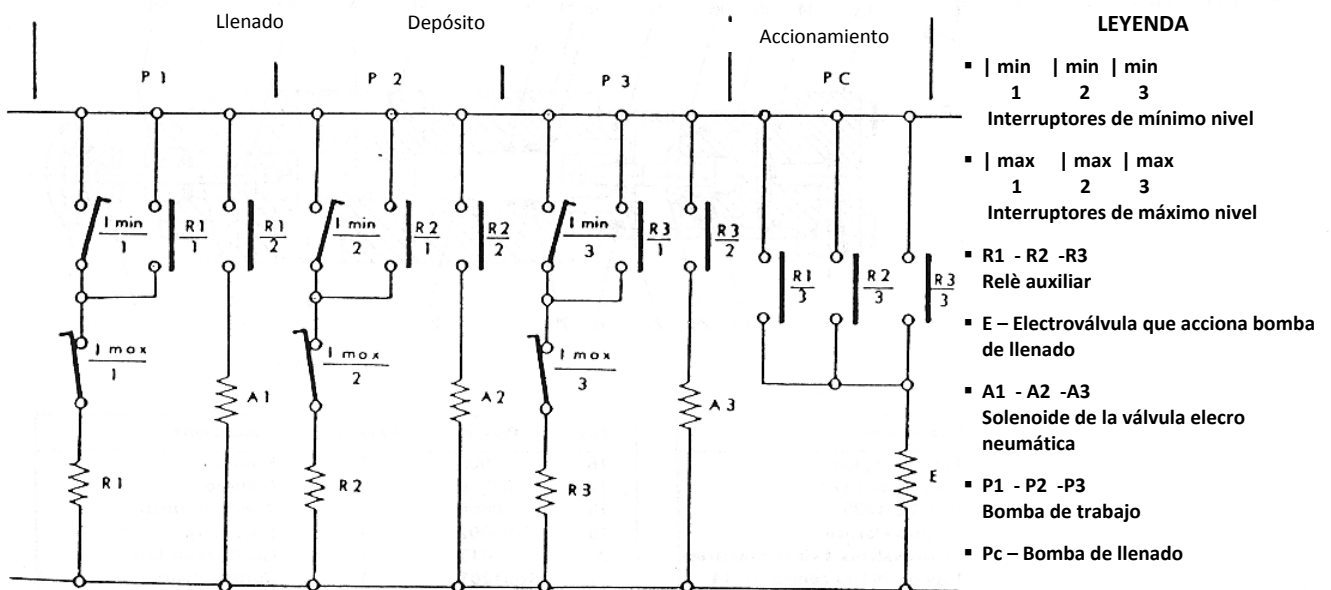 Llenado Depósito Accionamiento
P 1 P 2 P 3 P C
I min
1
R1
1
R1
2
I min
2
R2
1
R2
2
I min
3
R3
1
R3
2
R1
3
R2
3
R3
3
I max
1
I max
2
I max
3
A1
A2
A3
R1
R2
R3
E
LEYENDA
▪ | min | min | min
1 2 3
Interruptores de mínimo nivel
▪ | max | max | max
1 2 3
Interruptores de máximo nivel
▪ R1 - R2 -R3
Relè auxiliar
▪ E – Electroválvula que acciona bomba
de llenado
▪ A1 - A2 -A3
Solenoide de la válvula elecro
neumática
▪ P1 - P2 -P3
Bomba de trabajo
▪ Pc – Bomba de llenado